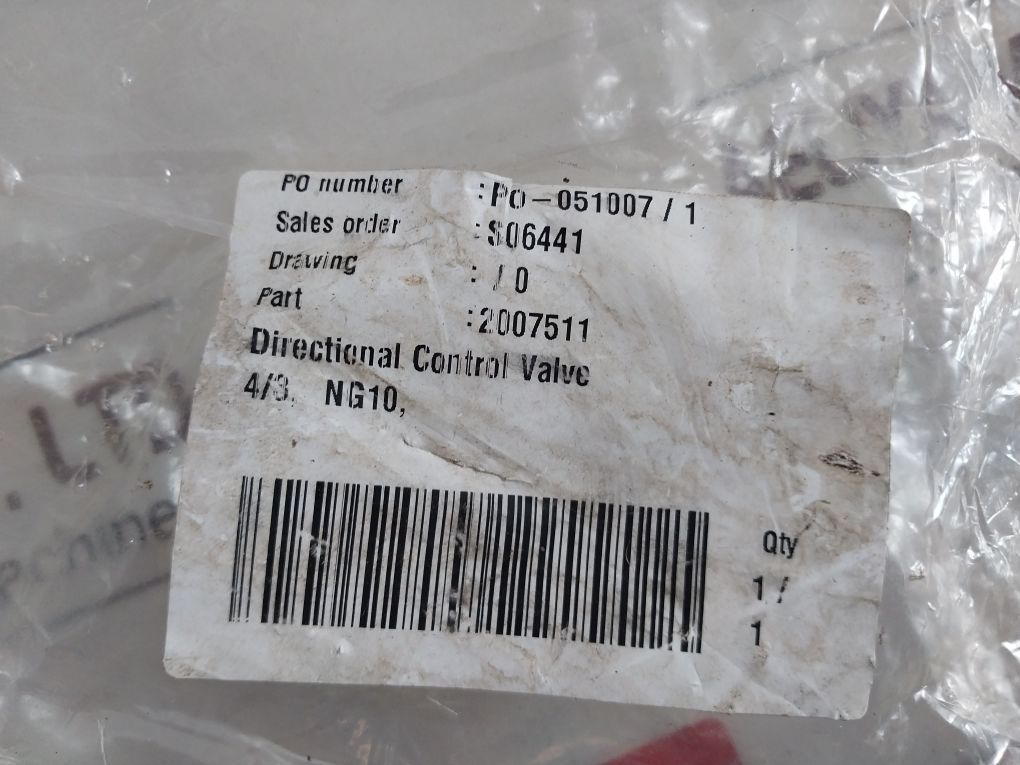 PO number :PO-051007 / 1
Sales order :S06441
Drawing : / 0
Part :2007511
Directional Control Valve
4/3, NG10,
Qty
1 /
1